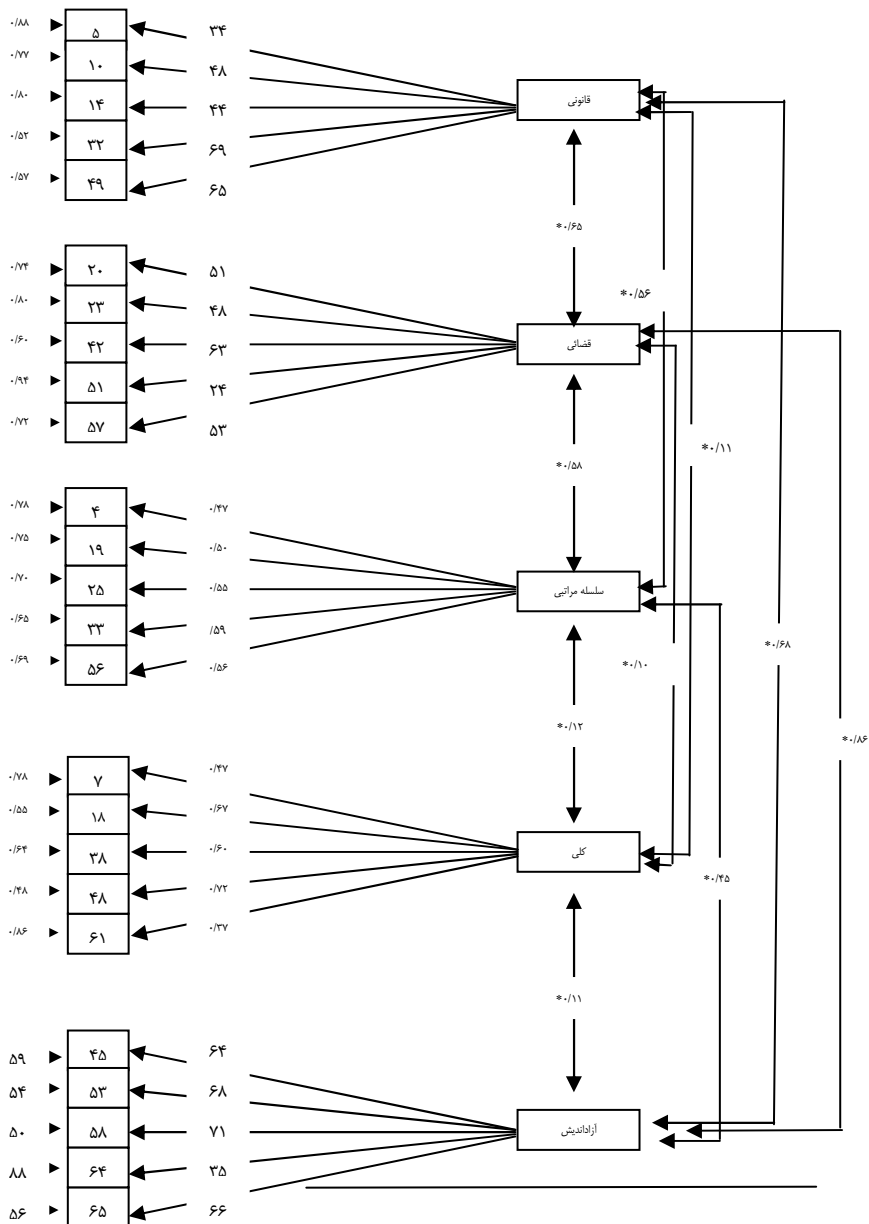 ۰/۸۸ ۵ ۳۴
۰/۷۷ ۱۰ ۴۸
۰/۸۰ ۱۴ ۴۴ قانونی
۰/۵۲ ۳۲ ۶۹
۰/۵۷ ۴۹ ۶۵
*۰/۶۵
۰/۷۴ ۲۰ ۵۱
*۰/۵۶
۰/۸۰ ۲۳ ۴۸
۰/۶۰ ۴۲ ۶۳ قضائی
۰/۹۴ ۵۱ ۲۴
۰/۷۲ ۵۷ ۵۳
*۰/۱۱
*۰/۵۸
۰/۷۸ ۴ ۰/۴۷
۰/۷۵ ۱۹ ۰/۵۰
۰/۷۰ ۲۵ ۰/۵۵ سلسله مراتبی
۰/۶۵ ۳۳ /۵۹
۰/۶۹ ۵۶ ۰/۵۶
*۰/۶۸
*۰/۱۰
*۰/۱۲
*۰/۸۶
۰/۷۸ ۷ ۰/۴۷
۰/۵۵ ۱۸ ۰/۶۷
۰/۶۴ ۳۸ ۰/۶۰ کلی
۰/۴۸ ۴۸ ۰/۷۲
*۰/۴۵
۰/۸۶ ۶۱ ۰/۳۷
*۰/۱۱
۵۹ ۴۵ ۶۴
۵۴ ۵۳ ۶۸
۵۰ ۵۸ ۷۱ آزاداندیش
۸۸ ۶۴ ۳۵
۵۶ ۶۵ ۶۶